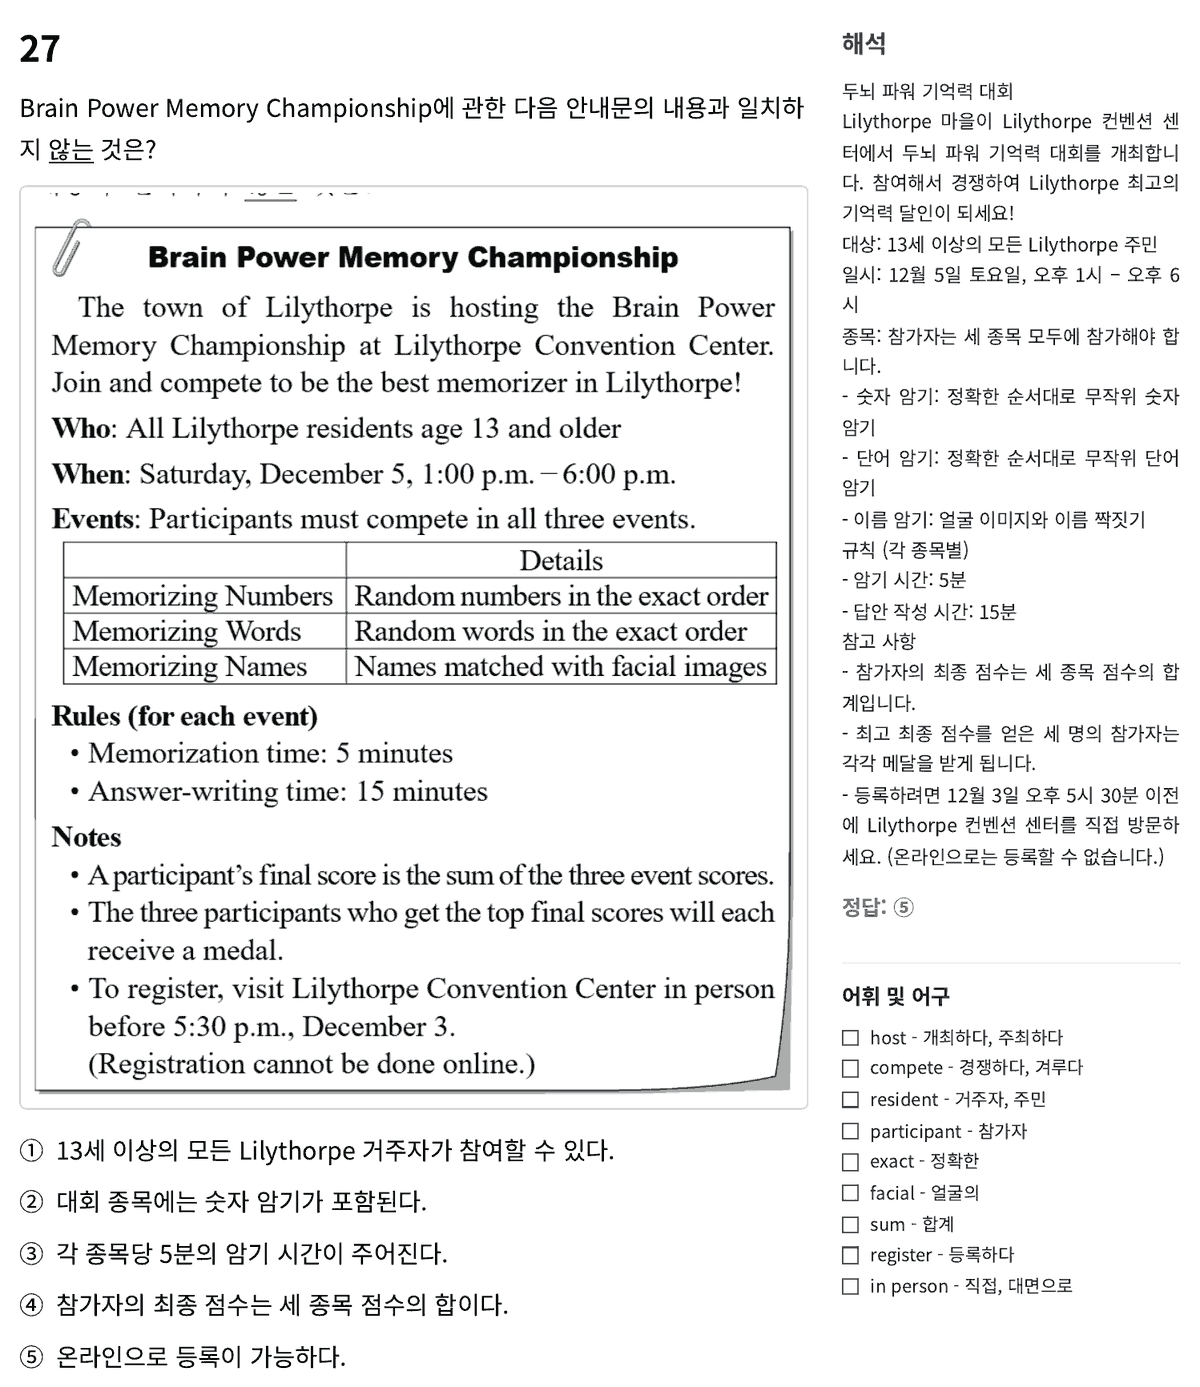 27
Brain Power Memory Championship에 관한 다음 안내문의 내용과 일치하
지 않는 것은?
Brain Power Memory Championship
The town of Lilythorpe is hosting the Brain Power
Memory Championship at Lilythorpe Convention Center.
Join and compete to be the best memorizer in Lilythorpe!
Who: All Lilythorpe residents age 13 and older
When: Saturday, December 5, 1:00 p.m.－6:00 p.m.
Events: Participants must compete in all three events.
Details
Memorizing Numbers Random numbers in the exact order
Memorizing Words Random words in the exact order
Memorizing Names Names matched with facial images
Rules (for each event)
• Memorization time: 5 minutes
• Answer-writing time: 15 minutes
Notes
• A participant's final score is the sum of the three event scores.
• The three participants who get the top final scores will each
receive a medal.
• To register, visit Lilythorpe Convention Center in person
before 5:30 p.m., December 3.
(Registration cannot be done online.)
① 13세 이상의 모든 Lilythorpe 거주자가 참여할 수 있다.
② 대회 종목에는 숫자 암기가 포함된다.
③ 각 종목당 5분의 암기 시간이 주어진다.
④ 참가자의 최종 점수는 세 종목 점수의 합이다.
⑤ 온라인으로 등록이 가능하다.
해석
두뇌 파워 기억력 대회
Lilythorpe 마을이 Lilythorpe 컨벤션 센
터에서 두뇌 파워 기억력 대회를 개최합니
다. 참여해서 경쟁하여 Lilythorpe 최고의
기억력 달인이 되세요!
대상: 13세 이상의 모든 Lilythorpe 주민
일시: 12월 5일 토요일, 오후 1시 – 오후 6
시
종목: 참가자는 세 종목 모두에 참가해야 합
니다.
- 숫자 암기: 정확한 순서대로 무작위 숫자
암기
- 단어 암기: 정확한 순서대로 무작위 단어
암기
- 이름 암기: 얼굴 이미지와 이름 짝짓기
규칙 (각 종목별)
- 암기 시간: 5분
- 답안 작성 시간: 15분
참고 사항
- 참가자의 최종 점수는 세 종목 점수의 합
계입니다.
- 최고 최종 점수를 얻은 세 명의 참가자는
각각 메달을 받게 됩니다.
- 등록하려면 12월 3일 오후 5시 30분 이전
에 Lilythorpe 컨벤션 센터를 직접 방문하
세요. (온라인으로는 등록할 수 없습니다.)
정답: ⑤
어휘 및 어구
host - 개최하다, 주최하다
compete - 경쟁하다, 겨루다
resident - 거주자, 주민
participant - 참가자
exact - 정확한
facial - 얼굴의
sum - 합계
register - 등록하다
in person - 직접, 대면으로